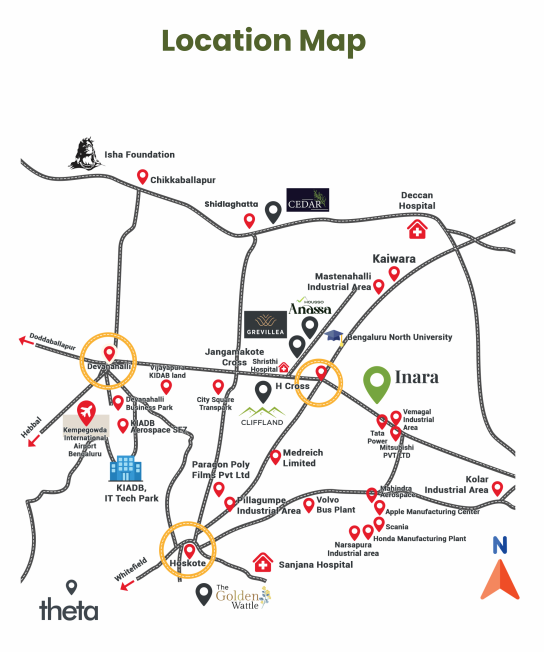 Location Map
Isha Foundation
Chikkaballapur
Shidlaghatta
CEDAR
Deccan
Hospital
Kaiwara
Mastenahalli
Industrial Area
Anassa
GREVILLEA
Bengaluru North University
Doddaballapur
Devanahalli
Vijayapur
KIDAB land
Jangamakote
Cross
Shristhi
Hospital
H Cross
Inara
Devanahalli
Business Park
City Square
Transpark
CLIFFLAND
Vemagal
Industrial
Area
Tata
Power
Mitsubishi
PVT LTD
Hebbal
Kempegowda
International
Airport
Bengaluru
KIADB
Aerospace SEZ
KIADB,
IT Tech Park
Paragon Poly
Films Pvt Ltd
Medreich
Limited
Pillagumpe
Industrial Area
Volvo
Bus Plant
Mahindra
Aerospace
Kolar
Industrial Area
Apple Manufacturing Center
Scania
Honda Manufacturing Plant
Narsapura
Industrial area
Hoskote
Sanjana Hospital
Whitefield
The
Golden
Wattle
theta
N